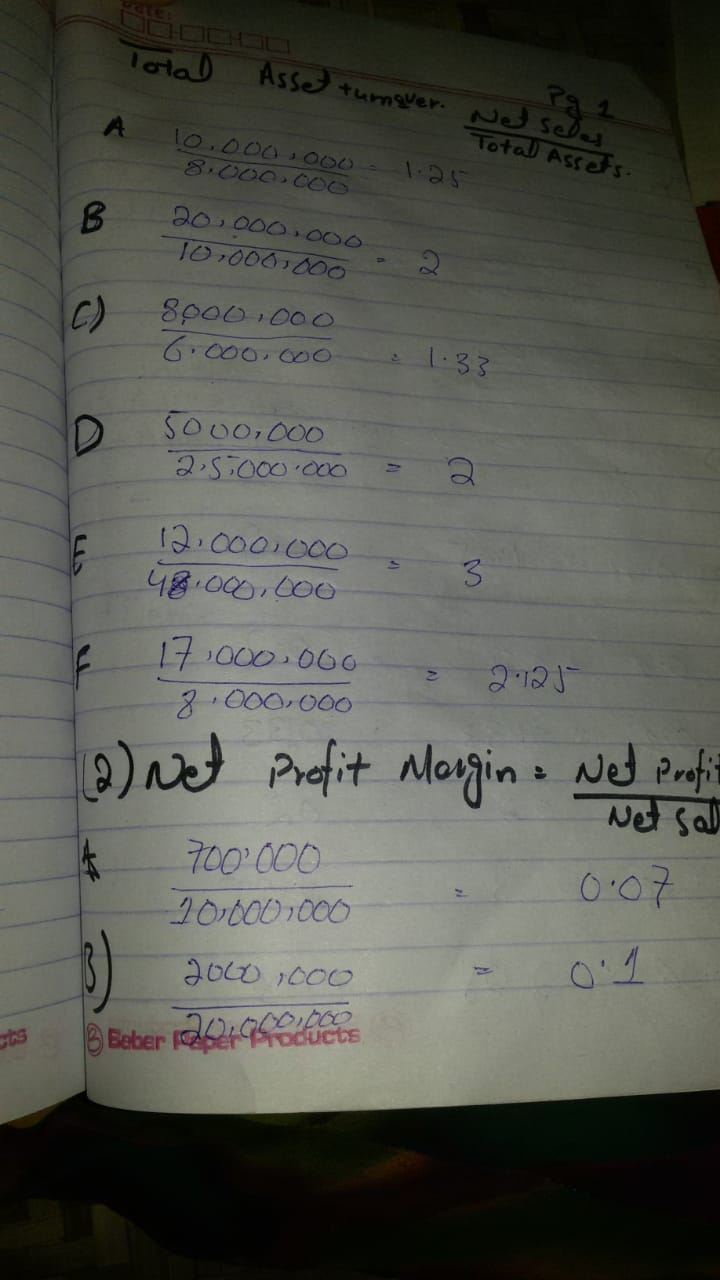 DATE:
Pg 1
Total Asset turnover. Net Sales
Total Assets.
A 10,000,000 = 1.25
8,000,000
B 20,000,000 = 2
10,000,000
C) 8000,000 = 1.33
6,000,000
D 5000,000 = 2
2,5,000,000
E 12,000,000 = 3
4,000,000
F 17,000,000 = 2.125
8,000,000
(2) Net Profit Margin = Net Profit
Net Sal
A 700,000 = 0.07
10,000,000
B) 2000,000 = 0.1
20,000,000
cts B Beber Paper Products